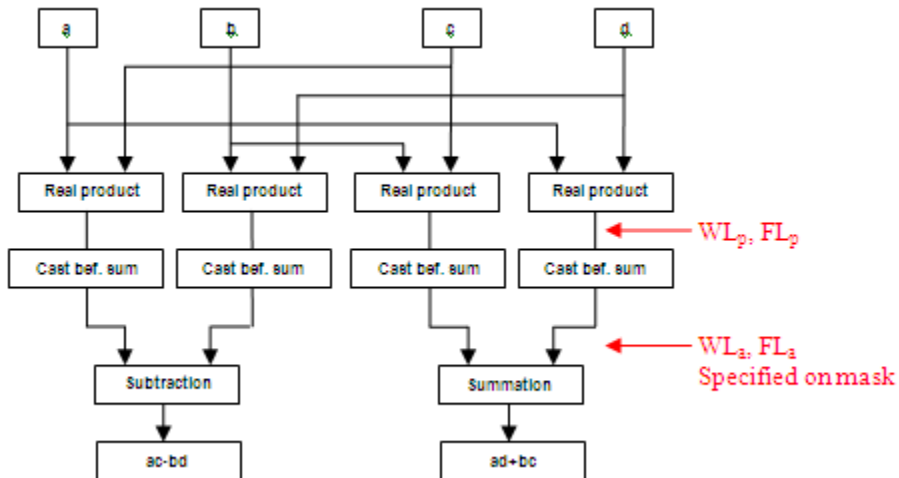 a b c d
Real product Real product Real product Real product
WLp, FLp
Cast bef. sum Cast bef. sum Cast bef. sum Cast bef. sum
WLa, FLa
Specified on mask
Subtraction Summation
ac-bd ad+bc